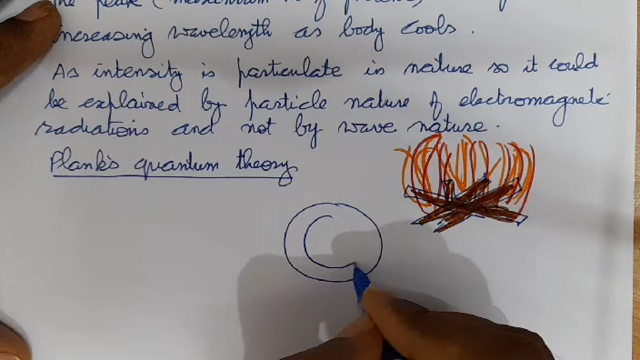 the
increasing wavelength as body cools.
As intensity is particulate in nature so it could
be explained by particle nature of electromagnetic
radiations and not by wave nature.
Plank's quantum theory